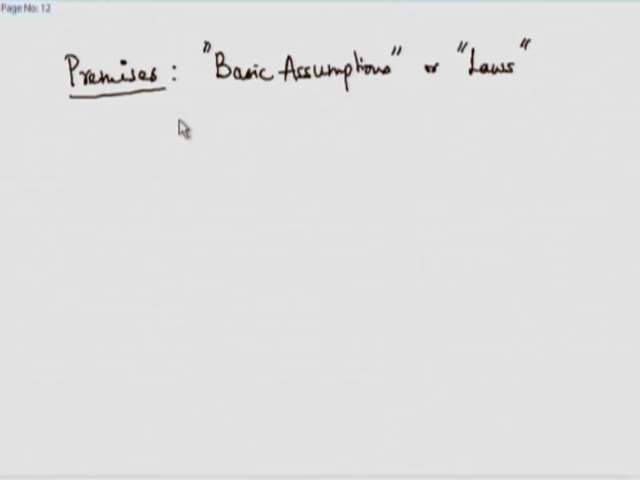 Page No: 12
Premises : "Basic Assumptions" or "Laws"